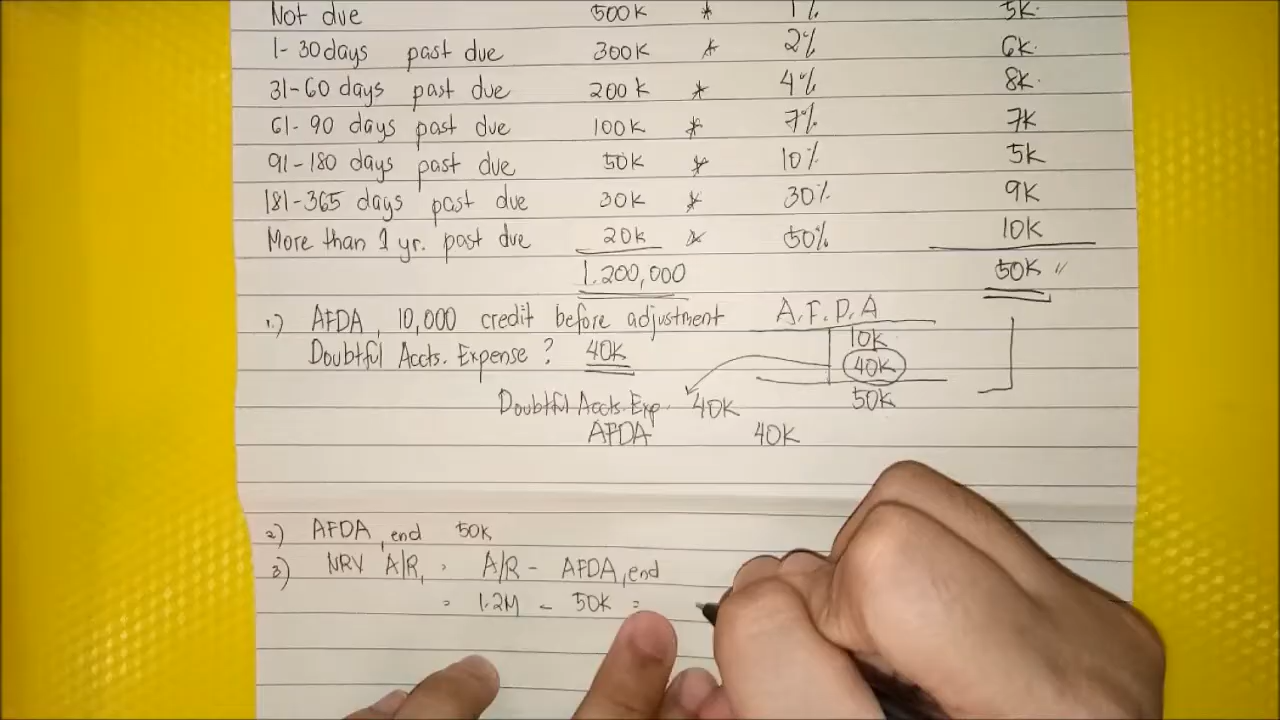 Not due 500K * 1% 5K.
1-30 days past due 300K * 2% 6K.
31-60 days past due 200K * 4% 8K.
61-90 days past due 100K * 7% 7K
91-180 days past due 50K * 10% 5K
181-365 days past due 30K * 30% 9K
More than 1 yr. past due 20K * 50% 10K
1.200,000 50K //
1.) AFDA, 10,000 credit before adjustment A.F.D.A
10K
Doubtful Accts. Expense? 40K 40K
Doubtful Accts. Exp. 40K 50K
AFDA 40K
2) AFDA, end 50K
3) NRV A/R, = A/R - AFDA, end
= 1.2M - 50K =